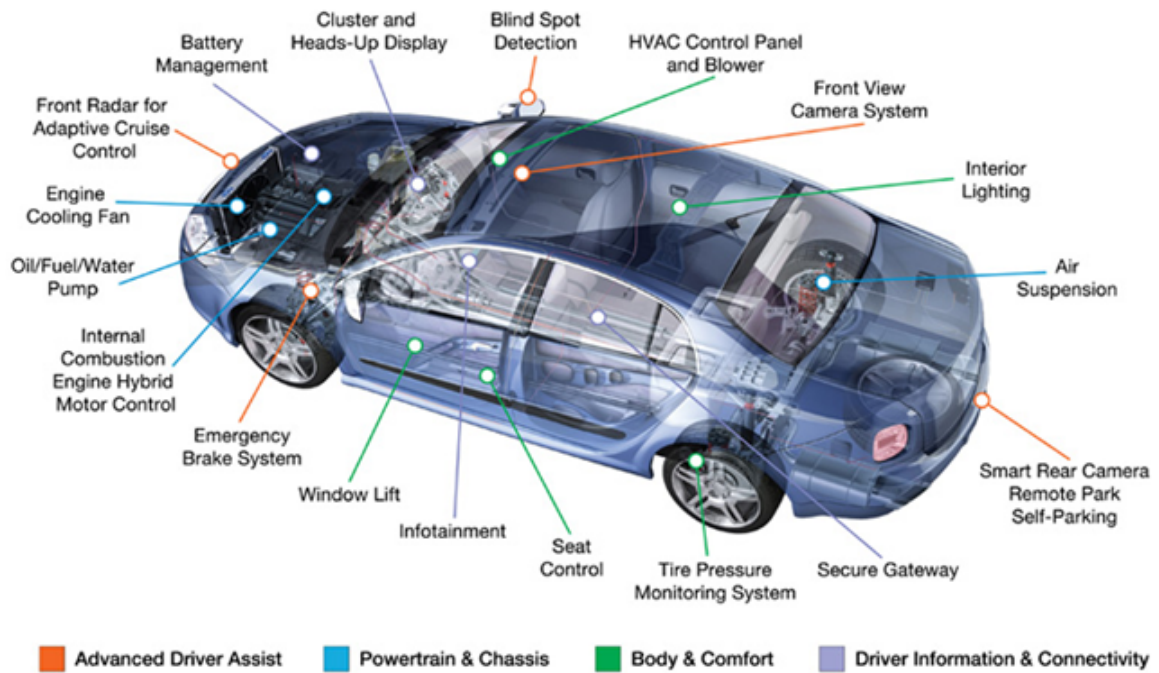 Cluster and
Heads-Up Display
Blind Spot
Detection
Battery
Management
HVAC Control Panel
and Blower
Front Radar for
Adaptive Cruise
Control
Front View
Camera System
Engine
Cooling Fan
Interior
Lighting
Oil/Fuel/Water
Pump
Air
Suspension
Internal
Combustion
Engine Hybrid
Motor Control
Emergency
Brake System
Window Lift
Infotainment
Seat
Control
Tire Pressure
Monitoring System
Secure Gateway
Smart Rear Camera
Remote Park
Self-Parking
Advanced Driver Assist
Powertrain & Chassis
Body & Comfort
Driver Information & Connectivity